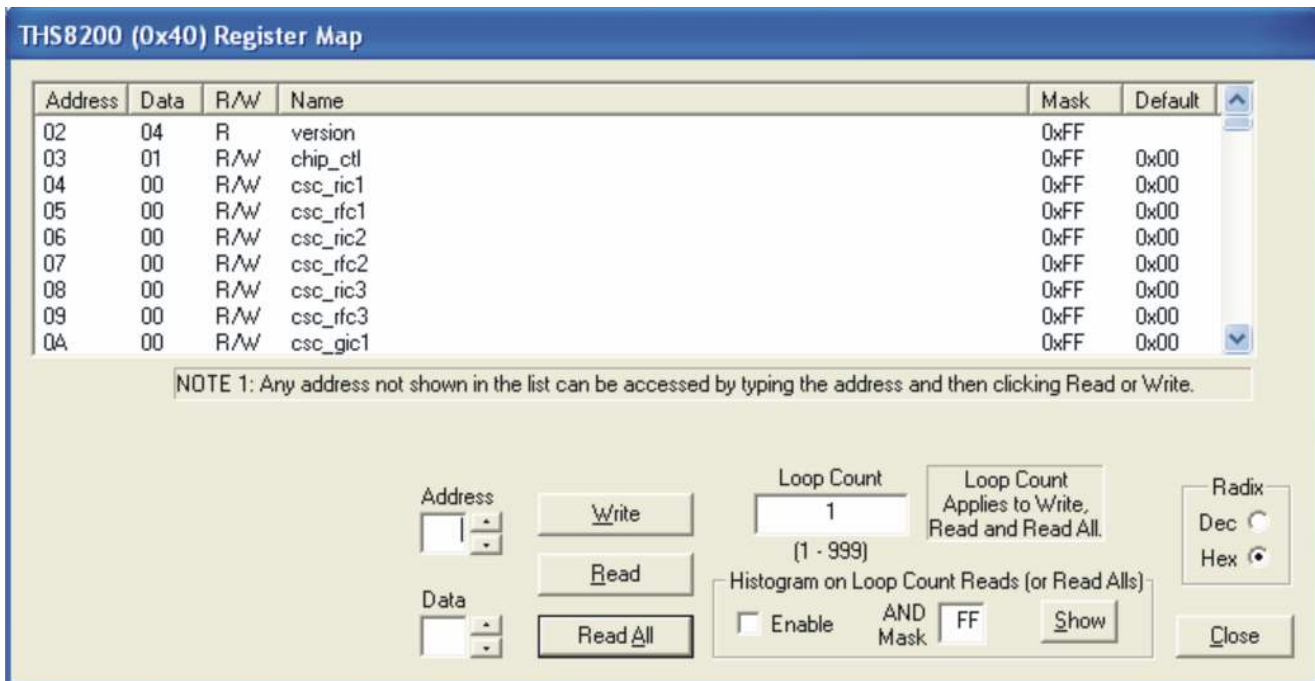 THS8200 (0x40) Register Map
Address Data R/W Name Mask Default
02 04 R version 0xFF
03 01 R/W chip_ctl 0xFF 0x00
04 00 R/W csc_ric1 0xFF 0x00
05 00 R/W csc_rfc1 0xFF 0x00
06 00 R/W csc_ric2 0xFF 0x00
07 00 R/W csc_rfc2 0xFF 0x00
08 00 R/W csc_ric3 0xFF 0x00
09 00 R/W csc_rfc3 0xFF 0x00
0A 00 R/W csc_gic1 0xFF 0x00
NOTE 1: Any address not shown in the list can be accessed by typing the address and then clicking Read or Write.
Address
Write
Read
Data
Read All
Loop Count
1
(1 - 999)
Loop Count
Applies to Write,
Read and Read All.
Histogram on Loop Count Reads (or Read Alls)
Enable
AND
Mask
FF
Show
Radix
Dec
Hex
Close